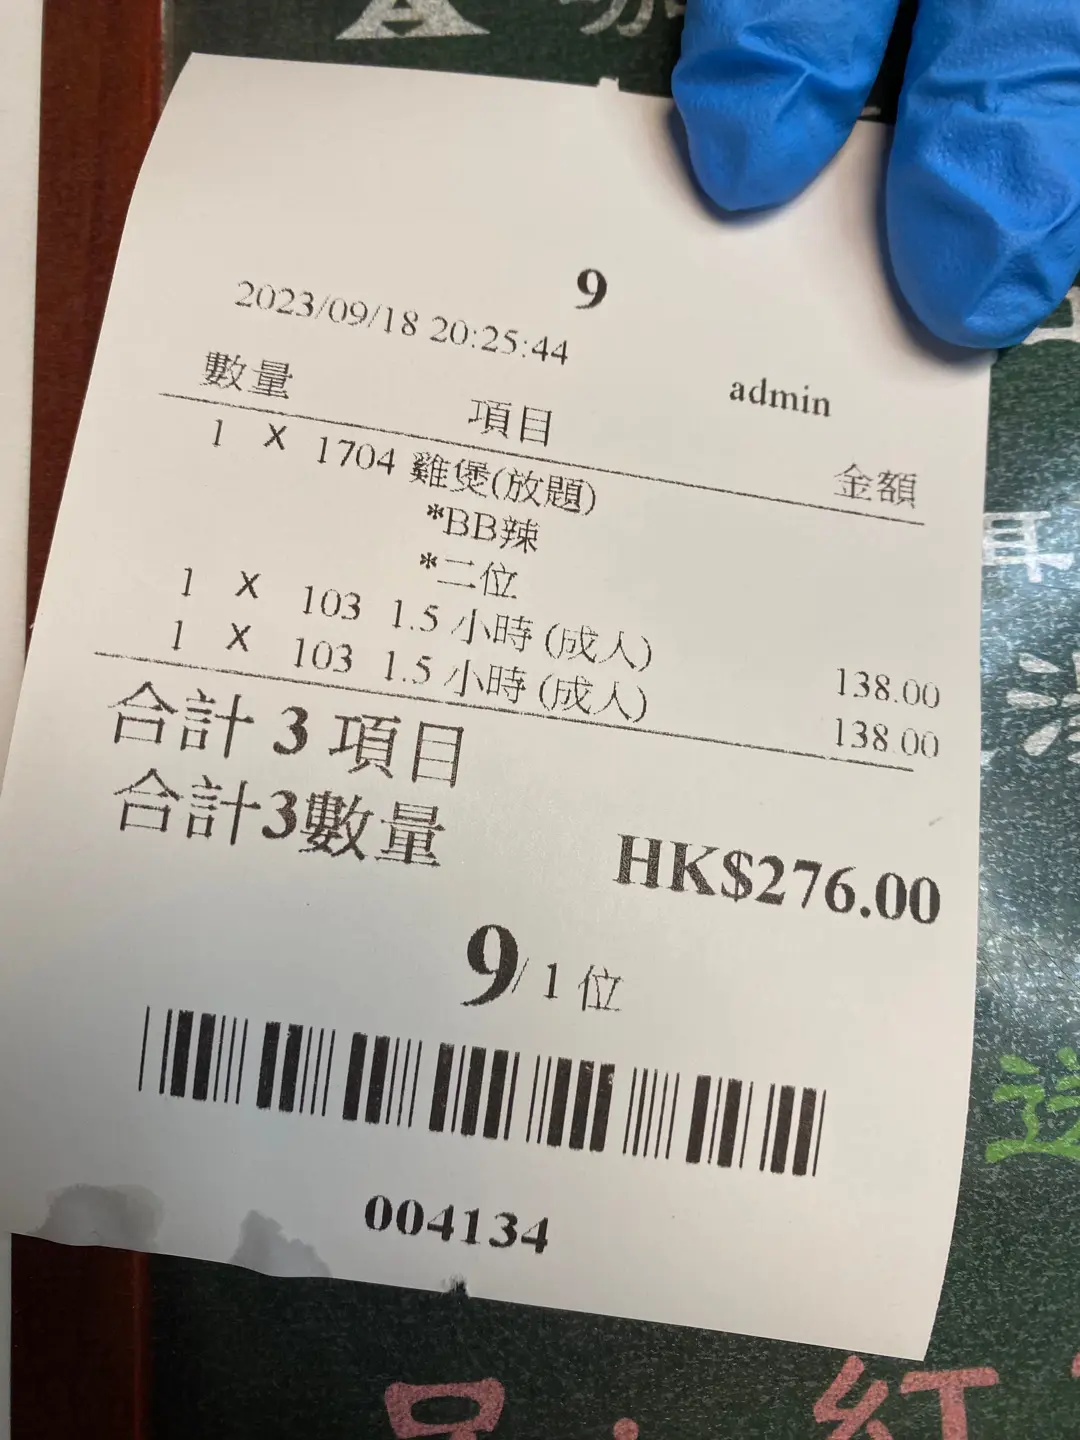 9
2023/09/18 20:25:44
admin
數量 項目 金額
1 X 1704 雞煲(放題)
*BB辣
*二位
1 X 103 1.5 小時 (成人) 138.00
1 X 103 1.5 小時 (成人) 138.00
合計 3 項目
合計3數量 HK$276.00
9/ 1 位
004134
紅